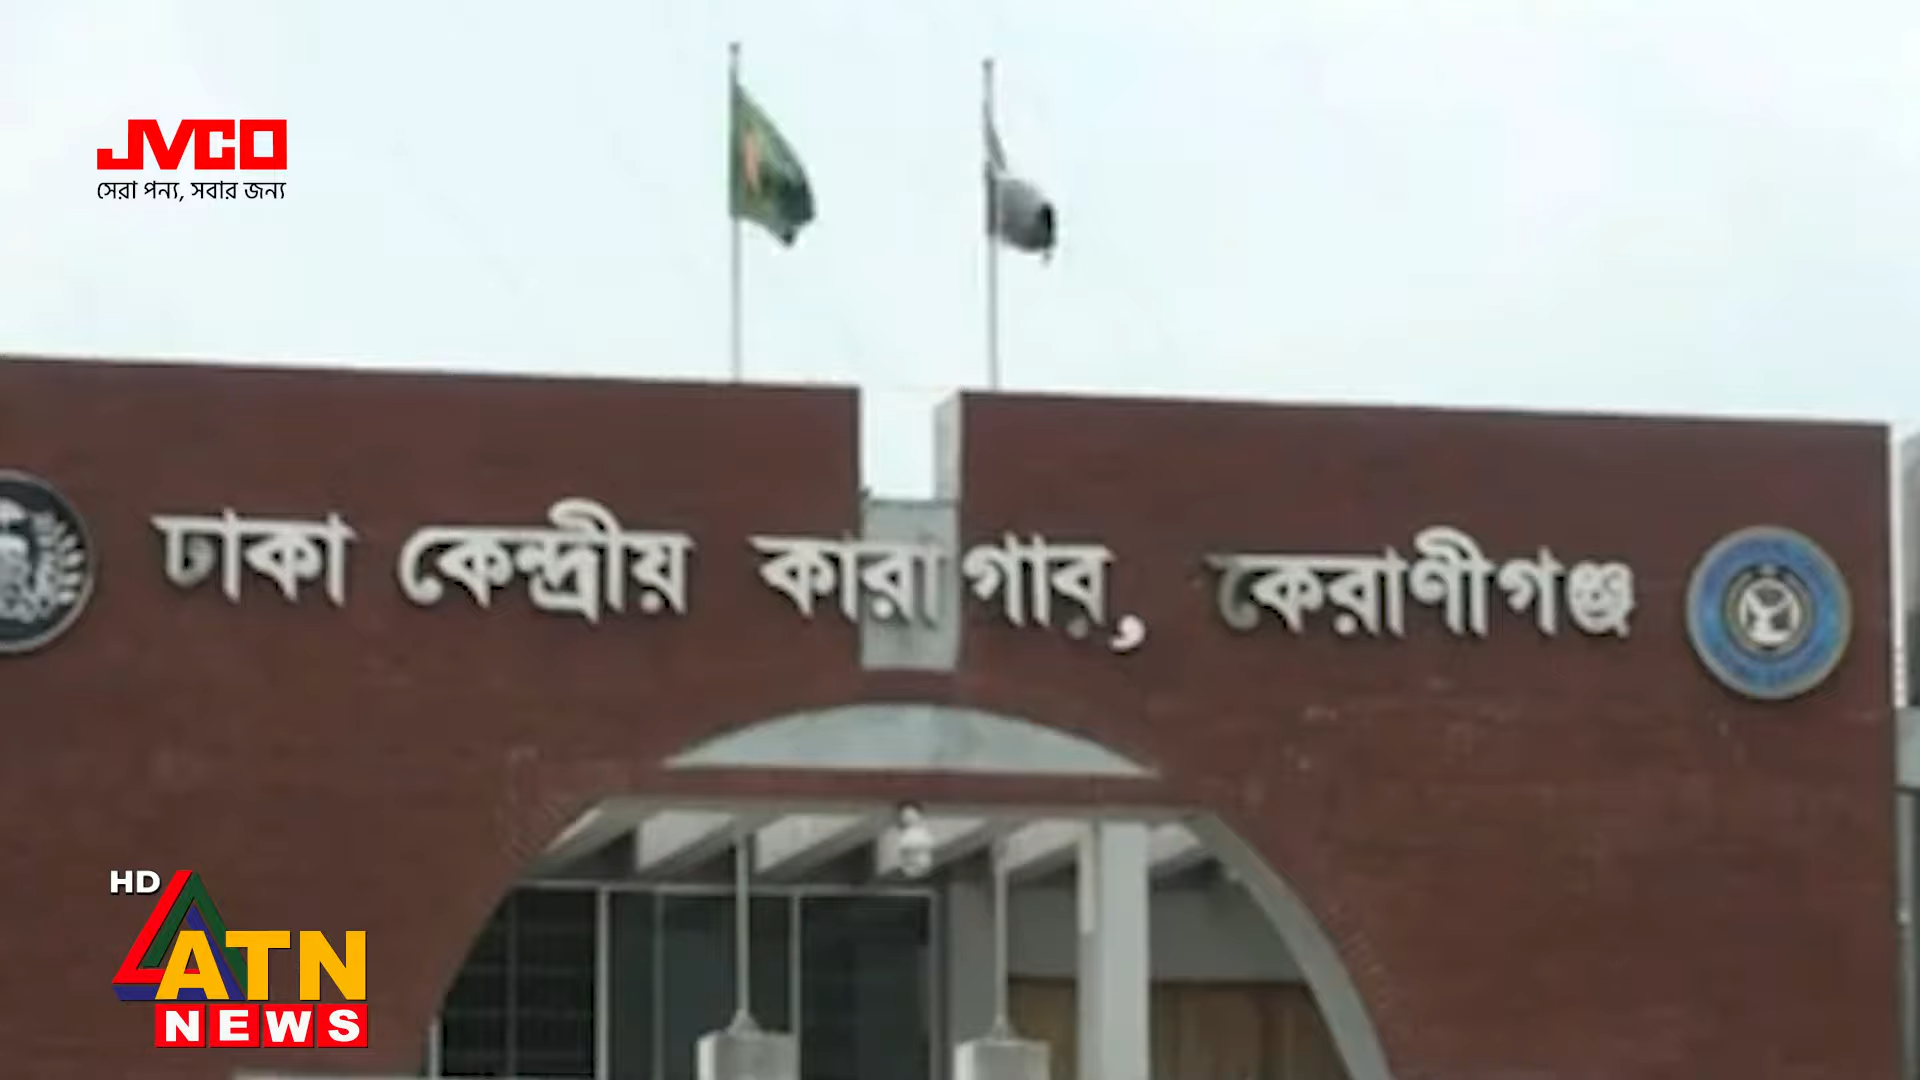 JVCO
সেরা পন্য, সবার জন্য
ঢাকা কেন্দ্রীয় কারাগার, কেরাণীগঞ্জ
HD
ATN
NEWS